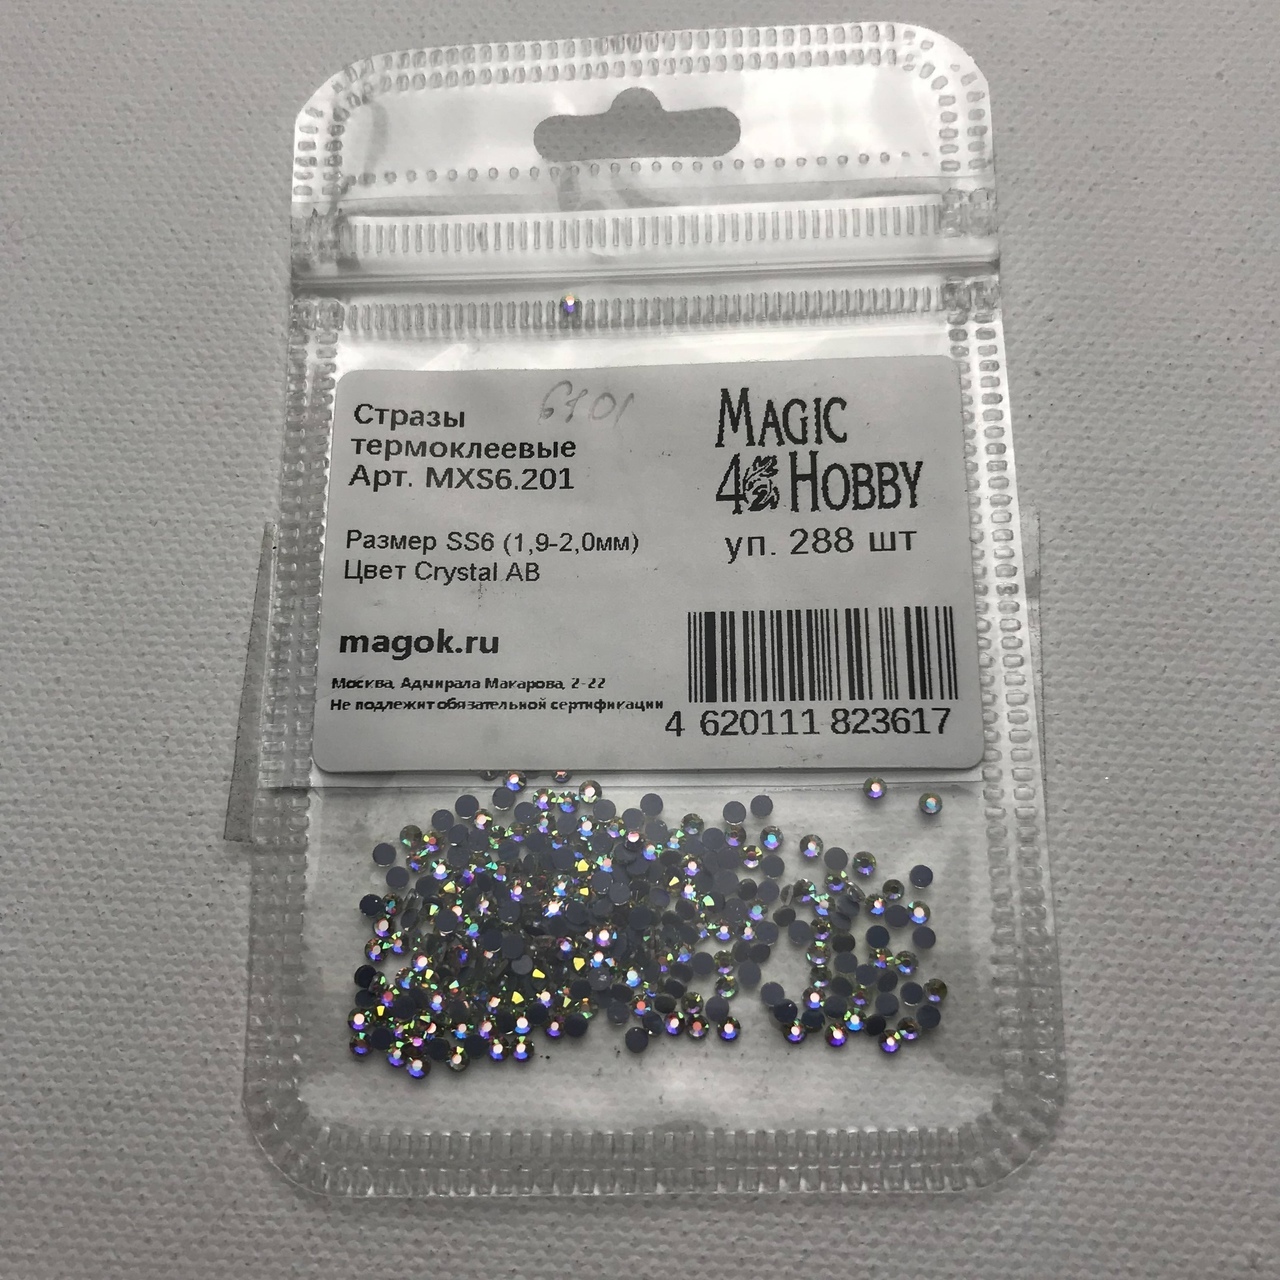 Стразы
термоклеевые
Арт. MXS6.201
Размер SS6 (1,9-2,0мм)
Цвет Crystal AB
magok.ru
Москва, Адмирала Макарова, 2-22
Не подлежит обязательной сертификации
MAGIC
4 HOBBY
уп. 288 шт
4 620111 823617